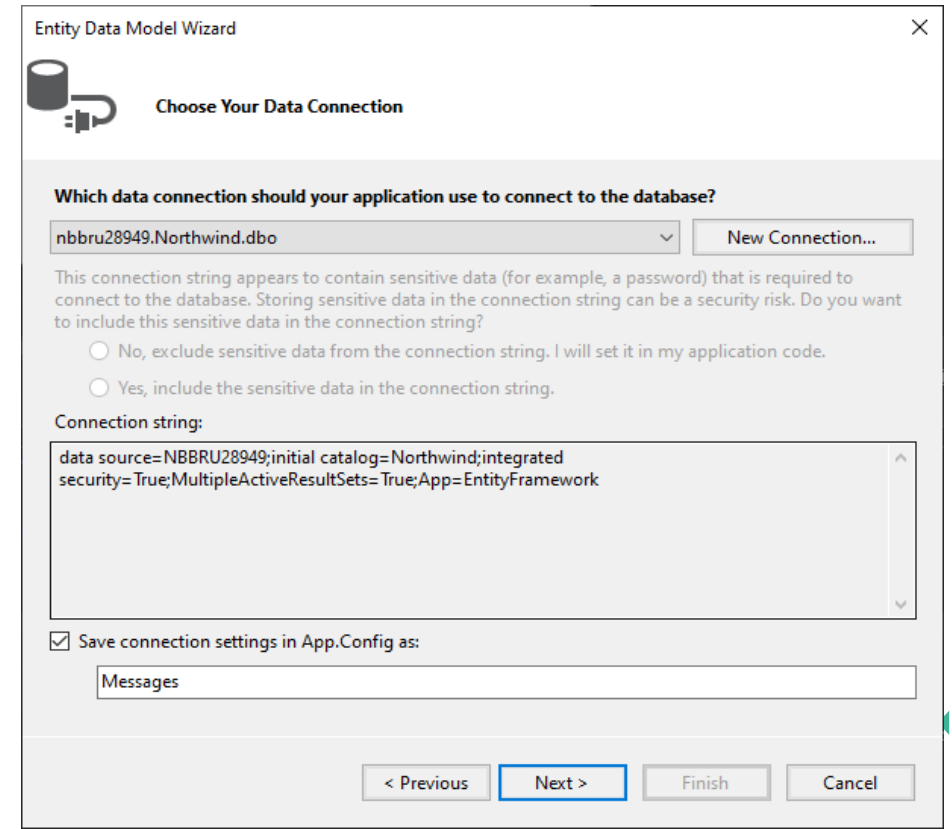 Entity Data Model Wizard
Choose Your Data Connection
Which data connection should your application use to connect to the database?
nbbru28949.Northwind.dbo
New Connection...
This connection string appears to contain sensitive data (for example, a password) that is required to
connect to the database. Storing sensitive data in the connection string can be a security risk. Do you want
to include this sensitive data in the connection string?
No, exclude sensitive data from the connection string. I will set it in my application code.
Yes, include the sensitive data in the connection string.
Connection string:
data source=NBBRU28949;initial catalog=Northwind;integrated
security=True;MultipleActiveResultSets=True;App=EntityFramework
Save connection settings in App.Config as:
Messages
< Previous
Next >
Finish
Cancel